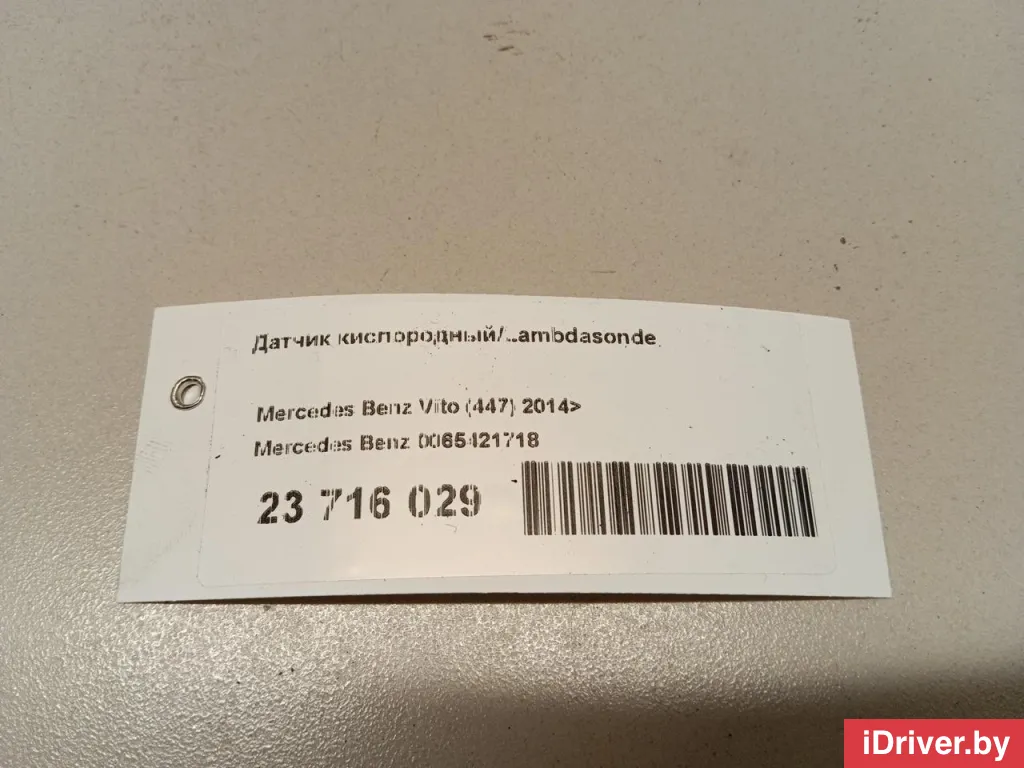 Датчик кислородный/Lambdasonde
Mercedes Benz Vito (447) 2014>
Mercedes Benz 0065421718
23 716 029
iDriver.by